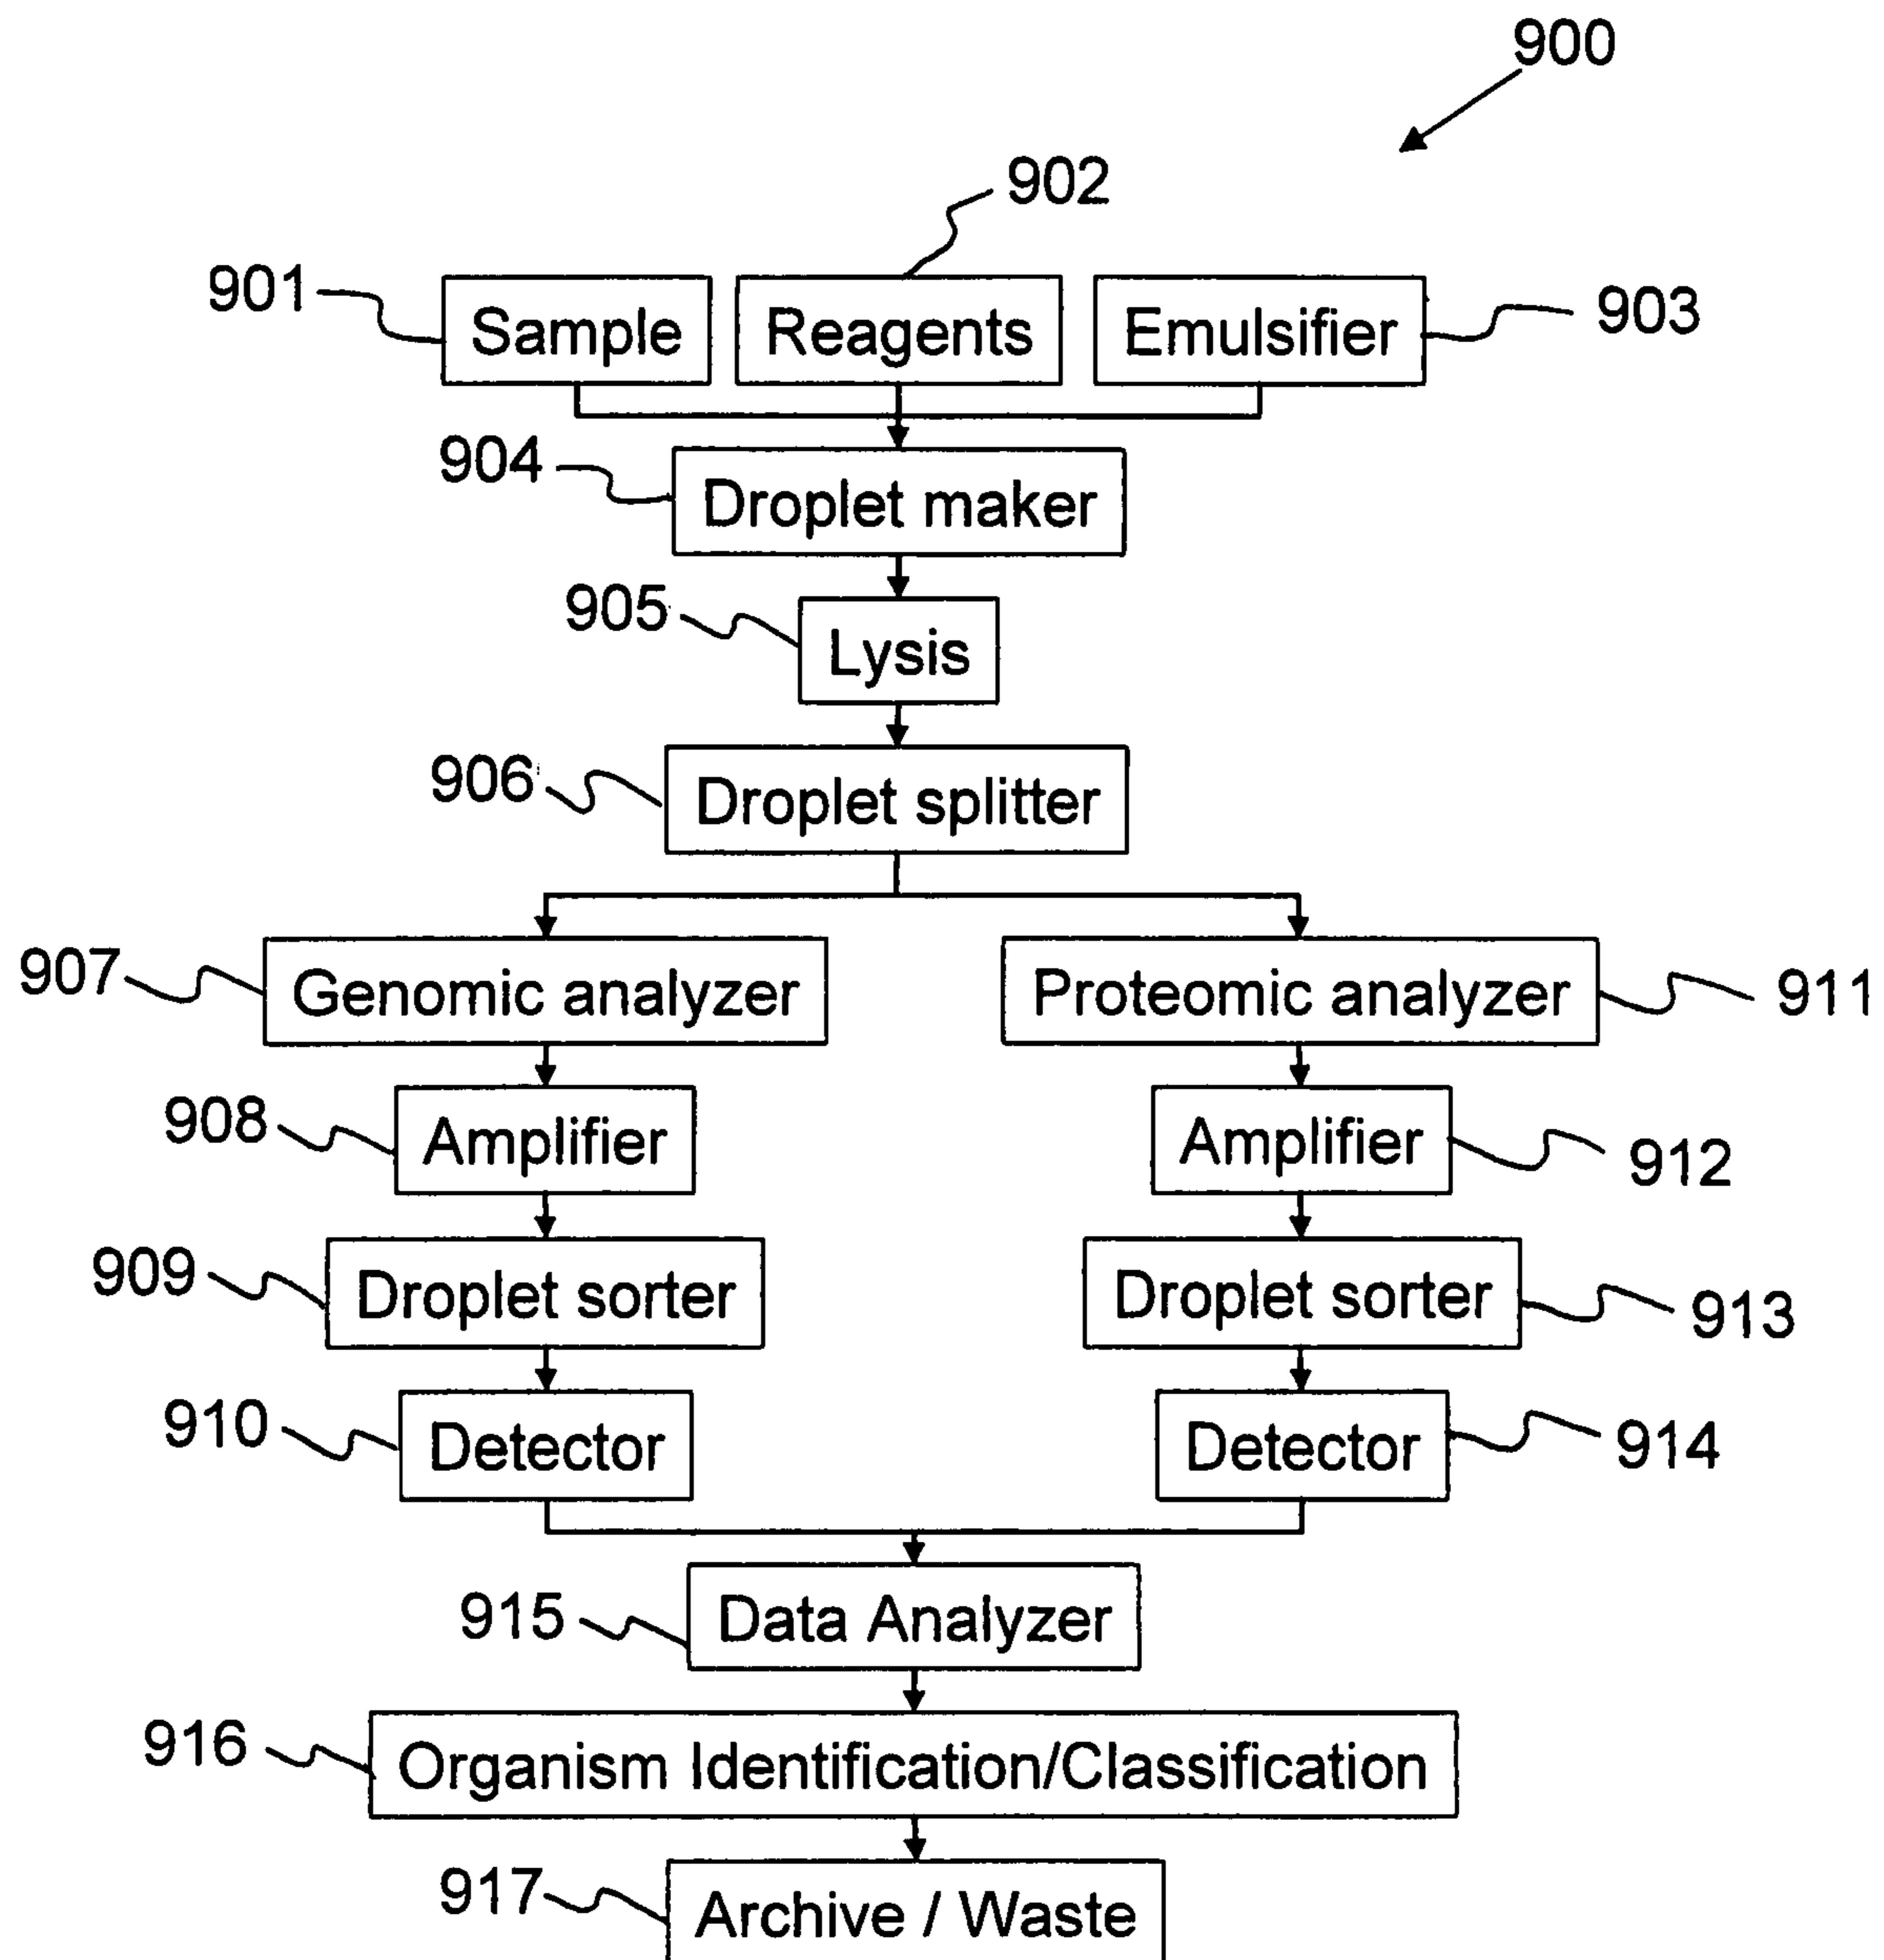 900
902
901
Sample
Reagents
Emulsifier
903
904
Droplet maker
905
Lysis
906
Droplet splitter
907
Genomic analyzer
Proteomic analyzer
911
908
Amplifier
Amplifier
912
909
Droplet sorter
Droplet sorter
913
910
Detector
Detector
914
915
Data Analyzer
916
Organism Identification/Classification
917
Archive / Waste